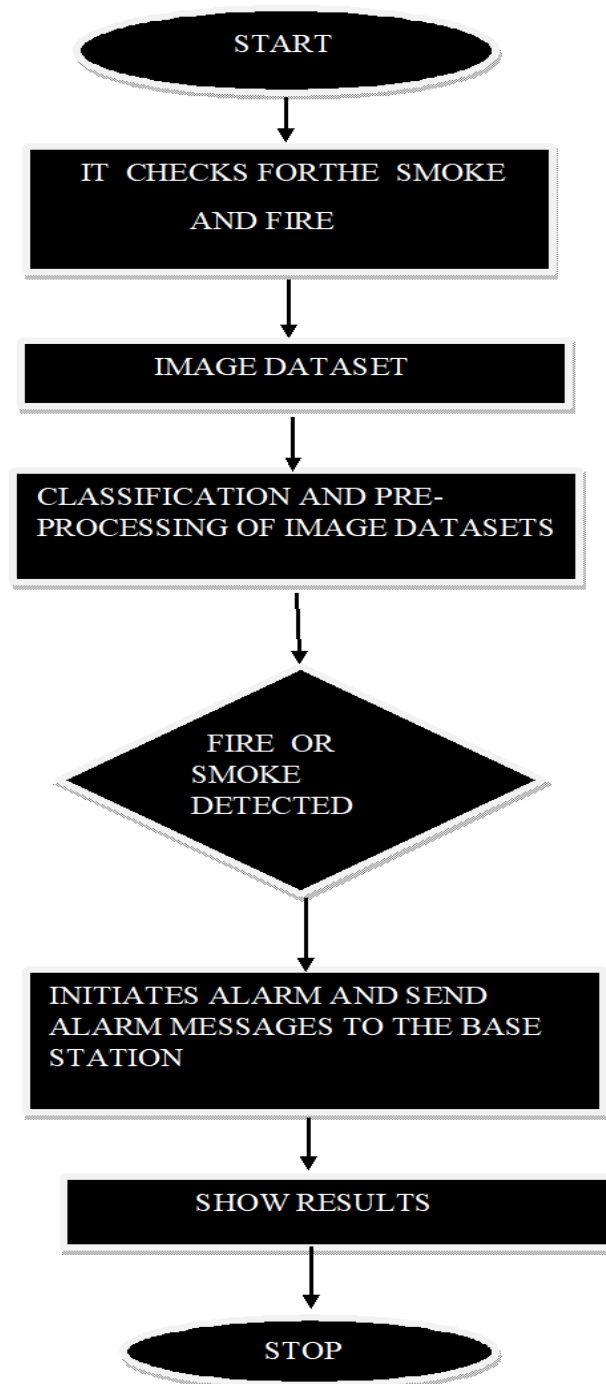 START
IT CHECKS FORTHE SMOKE
AND FIRE
IMAGE DATASET
CLASSIFICATION AND PRE-
PROCESSING OF IMAGE DATASETS
FIRE OR
SMOKE
DETECTED
INITIATES ALARM AND SEND
ALARM MESSAGES TO THE BASE
STATION
SHOW RESULTS
STOP